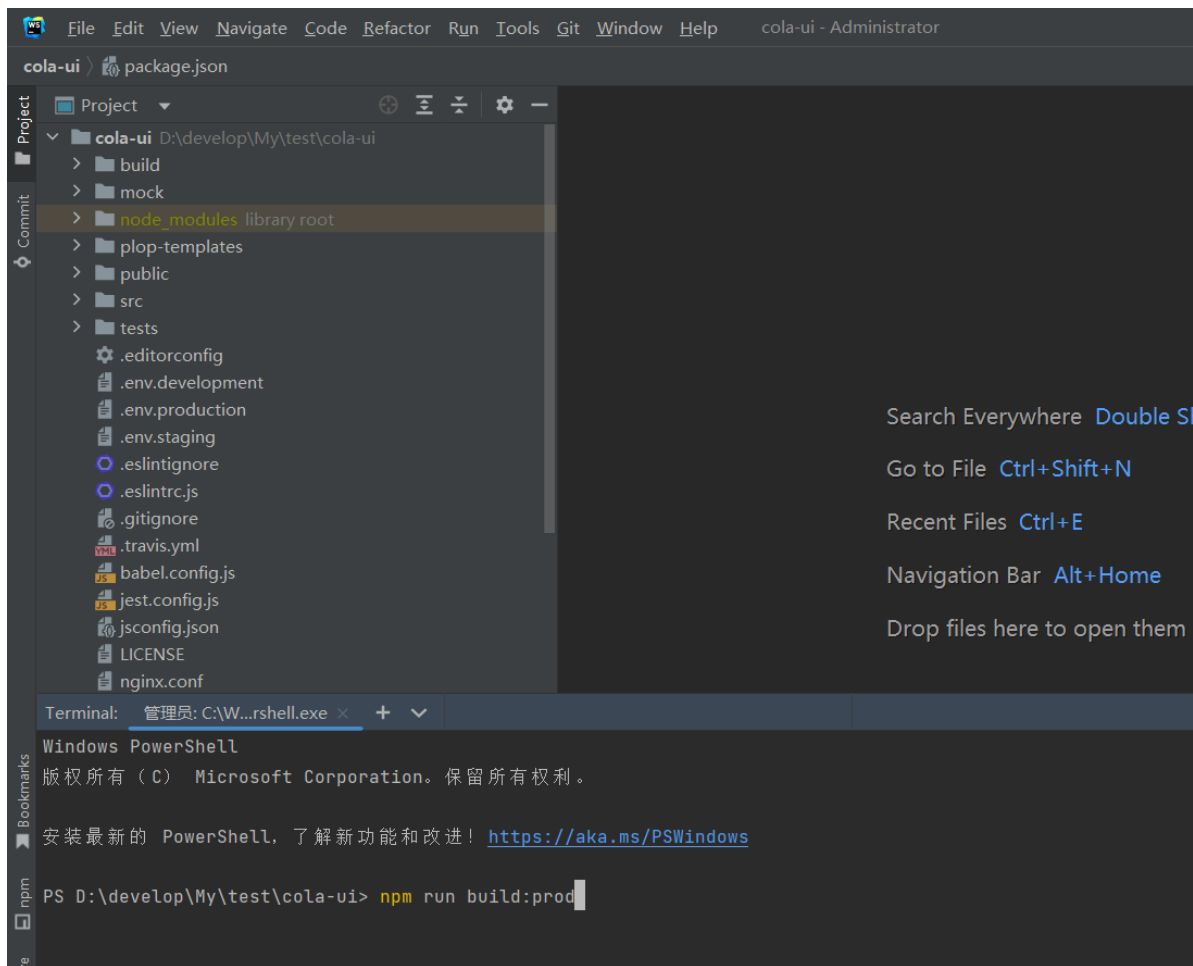 WS File Edit View Navigate Code Refactor Run Tools Git Window Help cola-ui - Administrator
cola-ui 〉 package.json
Project
Project
cola-ui D:\develop\My\test\cola-ui
build
mock
node_modules library root
plop-templates
public
src
tests
.editorconfig
.env.development
.env.production
.env.staging
.eslintignore
.eslintrc.js
.gitignore
.travis.yml
babel.config.js
jest.config.js
jsconfig.json
LICENSE
nginx.conf
Commit
Search Everywhere Double
Go to File Ctrl+Shift+N
Recent Files Ctrl+E
Navigation Bar Alt+Home
Drop files here to open them
Terminal: 管理员: C:\W...rshell.exe × +
Windows PowerShell
版权所有（C） Microsoft Corporation。保留所有权利。
安装最新的 PowerShell，了解新功能和改进！https://aka.ms/PSWindows
PS D:\develop\My\test\cola-ui> npm run build:prod
Bookmarks
npm